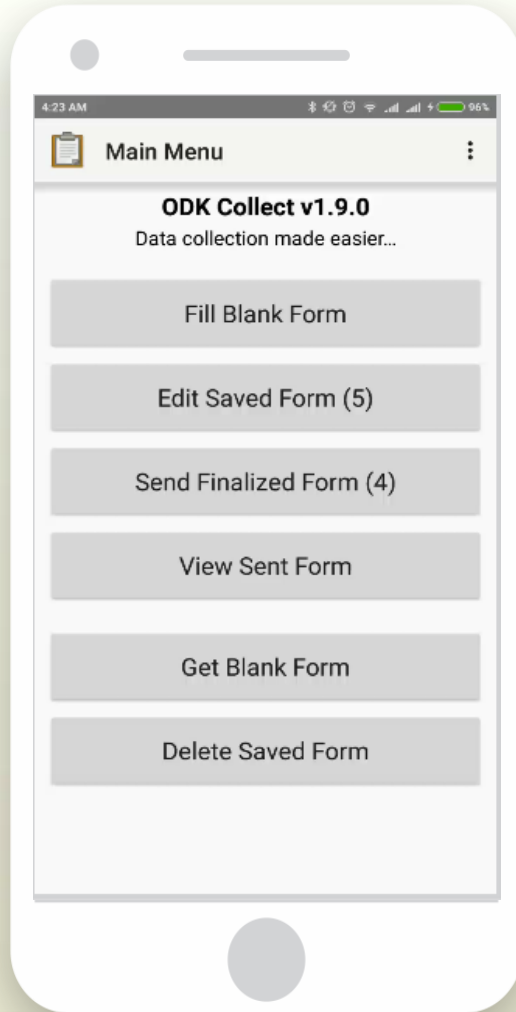 4:23 AM 96%
Main Menu
ODK Collect v1.9.0
Data collection made easier...
Fill Blank Form
Edit Saved Form (5)
Send Finalized Form (4)
View Sent Form
Get Blank Form
Delete Saved Form